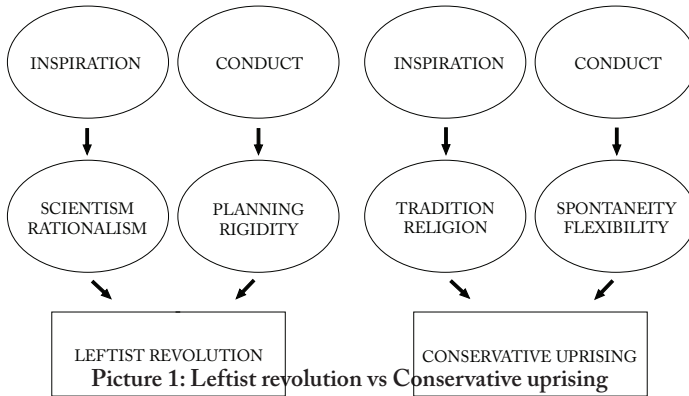 INSPIRATION
CONDUCT
INSPIRATION
CONDUCT
SCIENTISM
RATIONALISM
PLANNING
RIGIDITY
TRADITION
RELIGION
SPONTANEITY
FLEXIBILITY
LEFTIST REVOLUTION
CONSERVATIVE UPRISING
Picture 1: Leftist revolution vs Conservative uprising